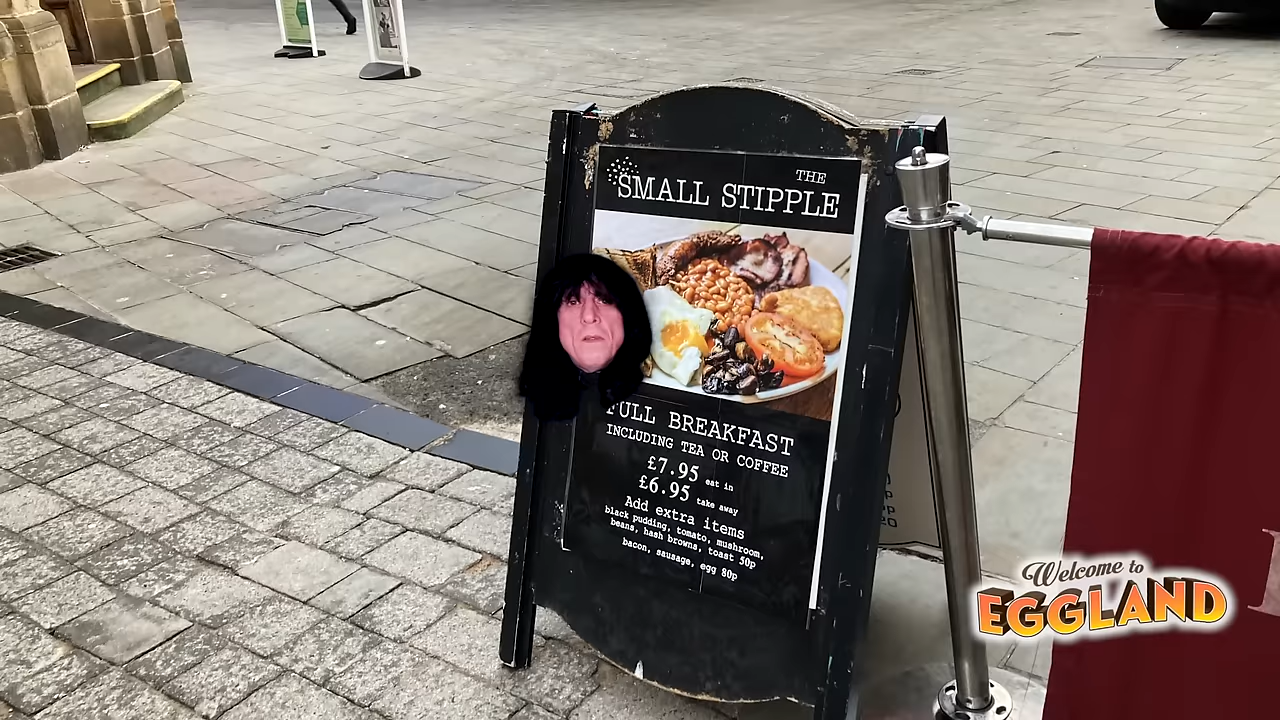 THE
SMALL STIPPLE
FULL BREAKFAST
INCLUDING TEA OR COFFEE
£7.95 eat in
£6.95 take away
Add extra items
black pudding, tomato, mushroom,
beans, hash browns, toast 50p
bacon, sausage, egg 80p
Welcome to
EGGLAND